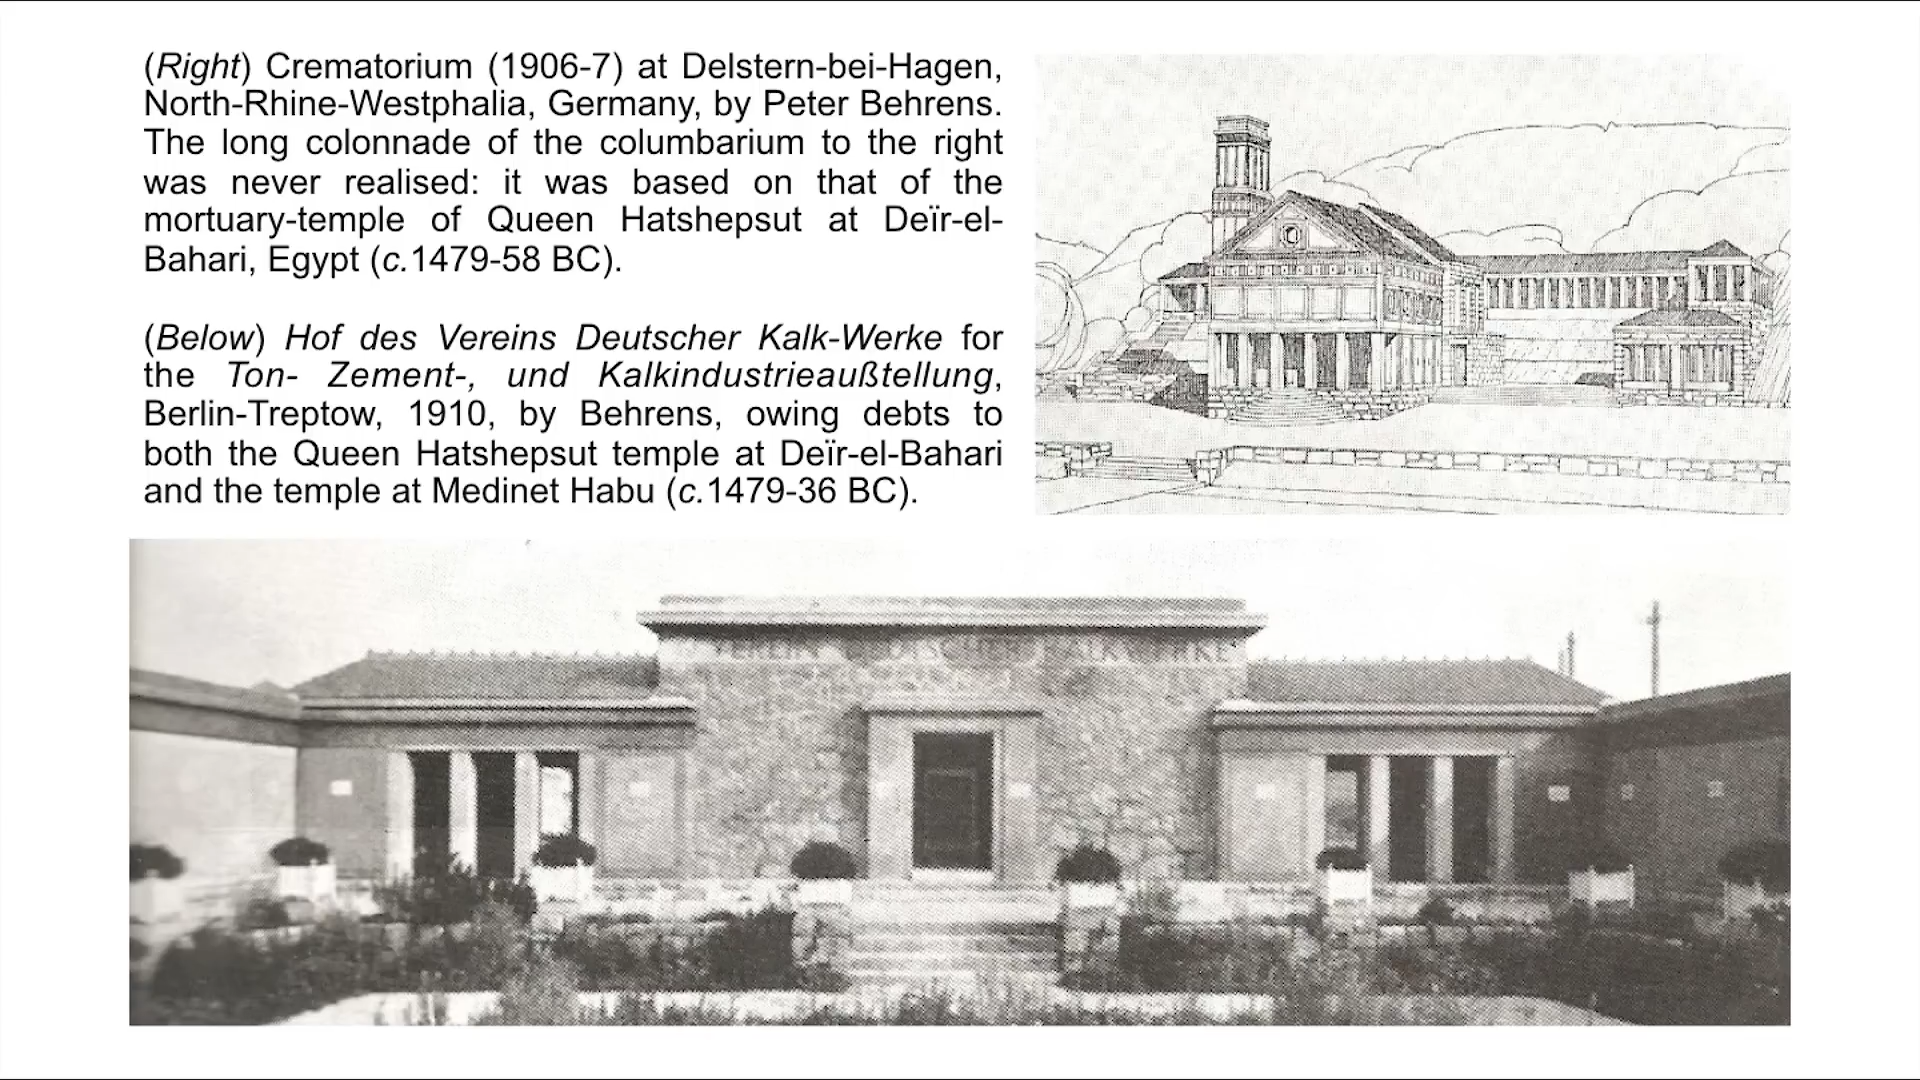 (Right) Crematorium (1906-7) at Delstern-bei-Hagen,
North-Rhine-Westphalia, Germany, by Peter Behrens.
The long colonnade of the columbarium to the right
was never realised: it was based on that of the
mortuary-temple of Queen Hatshepsut at Deïr-el-
Bahari, Egypt (c.1479-58 BC).
(Below) Hof des Vereins Deutscher Kalk-Werke for
the Ton- Zement-, und Kalkindustrieaußtellung,
Berlin-Treptow, 1910, by Behrens, owing debts to
both the Queen Hatshepsut temple at Deïr-el-Bahari
and the temple at Medinet Habu (c.1479-36 BC).